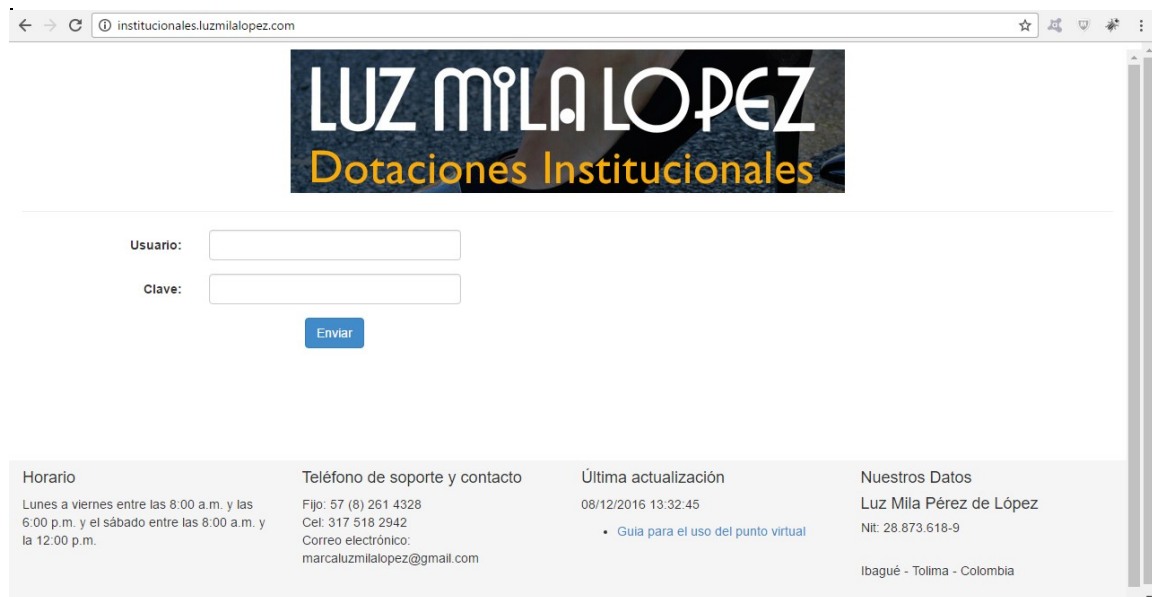 institucionales.luzmilalopez.com
LUZ MILA LOPEZ
Dotaciones Institucionales
Usuario:
Clave:
Enviar
Horario
Lunes a viernes entre las 8:00 a.m. y las
6:00 p.m. y el sábado entre las 8:00 a.m. y
la 12:00 p.m.
Teléfono de soporte y contacto
Fijo: 57 (8) 261 4328
Cel: 317 518 2942
Correo electrónico:
marcaluzmilalopez@gmail.com
Última actualización
08/12/2016 13:32:45
• Guia para el uso del punto virtual
Nuestros Datos
Luz Mila Pérez de López
Nit: 28.873.618-9
Ibagué - Tolima - Colombia